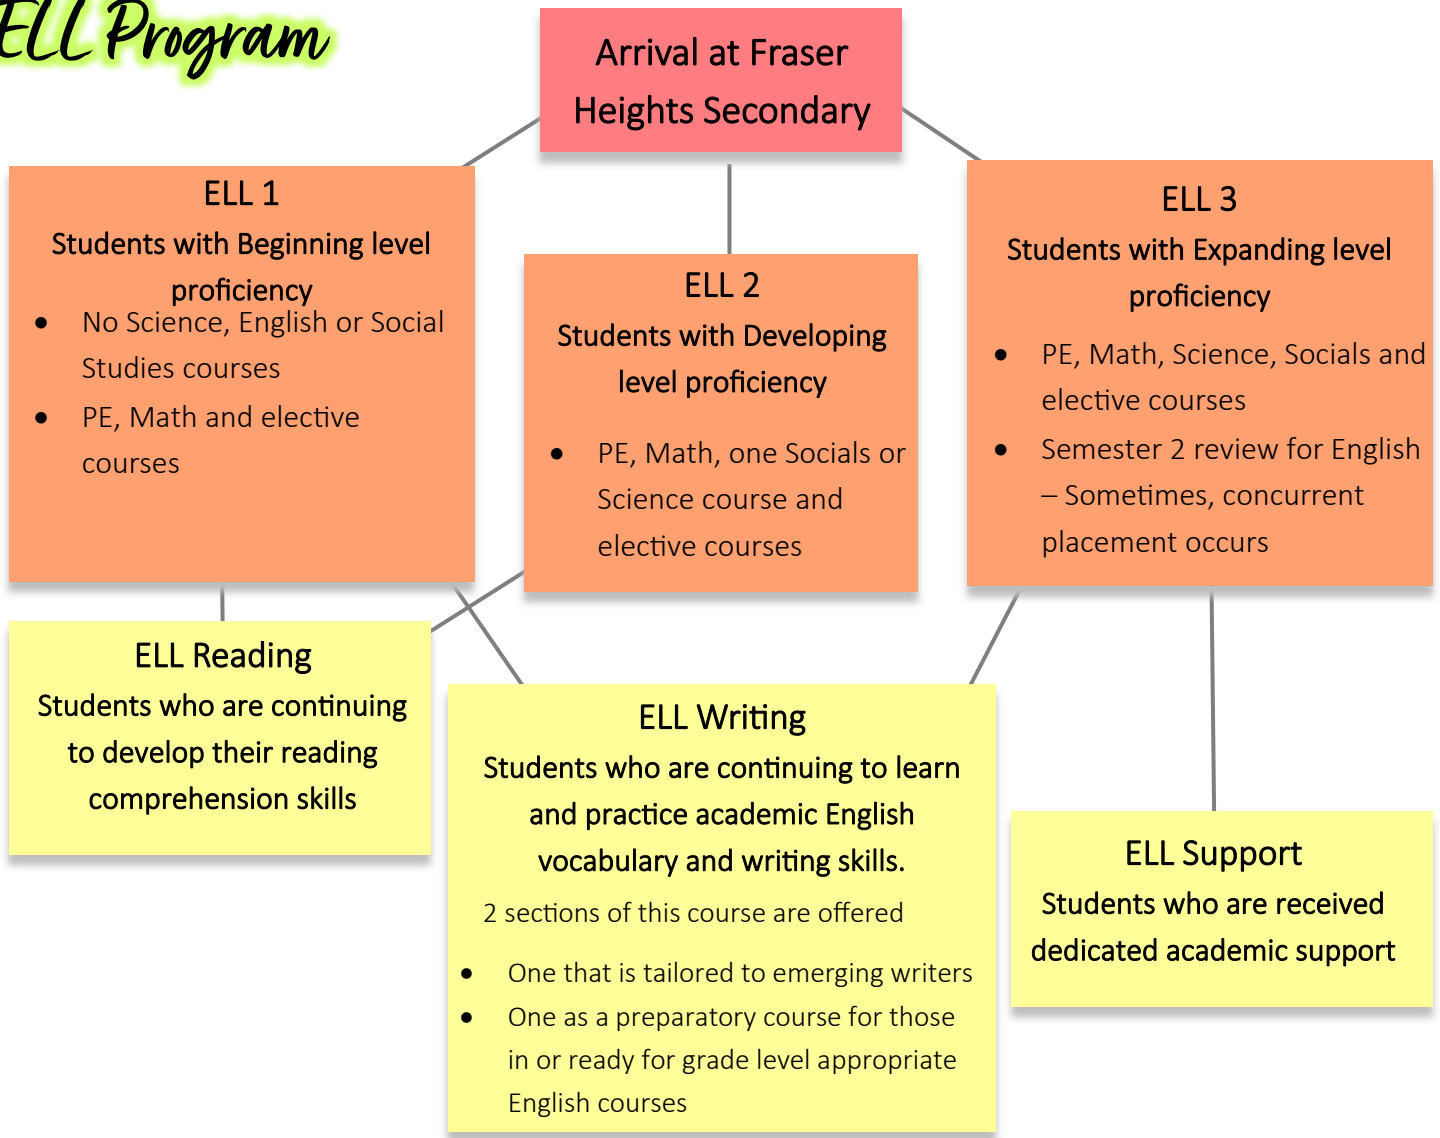 ELL Program
Arrival at Fraser
Heights Secondary
ELL 1
Students with Beginning level
proficiency
• No Science, English or Social
Studies courses
• PE, Math and elective
courses
ELL 2
Students with Developing
level proficiency
• PE, Math, one Socials or
Science course and
elective courses
ELL 3
Students with Expanding level
proficiency
• PE, Math, Science, Socials and
elective courses
• Semester 2 review for English
– Sometimes, concurrent
placement occurs
ELL Reading
Students who are continuing
to develop their reading
comprehension skills
ELL Writing
Students who are continuing to learn
and practice academic English
vocabulary and writing skills.
2 sections of this course are offered
• One that is tailored to emerging writers
• One as a preparatory course for those
in or ready for grade level appropriate
English courses
ELL Support
Students who are received
dedicated academic support